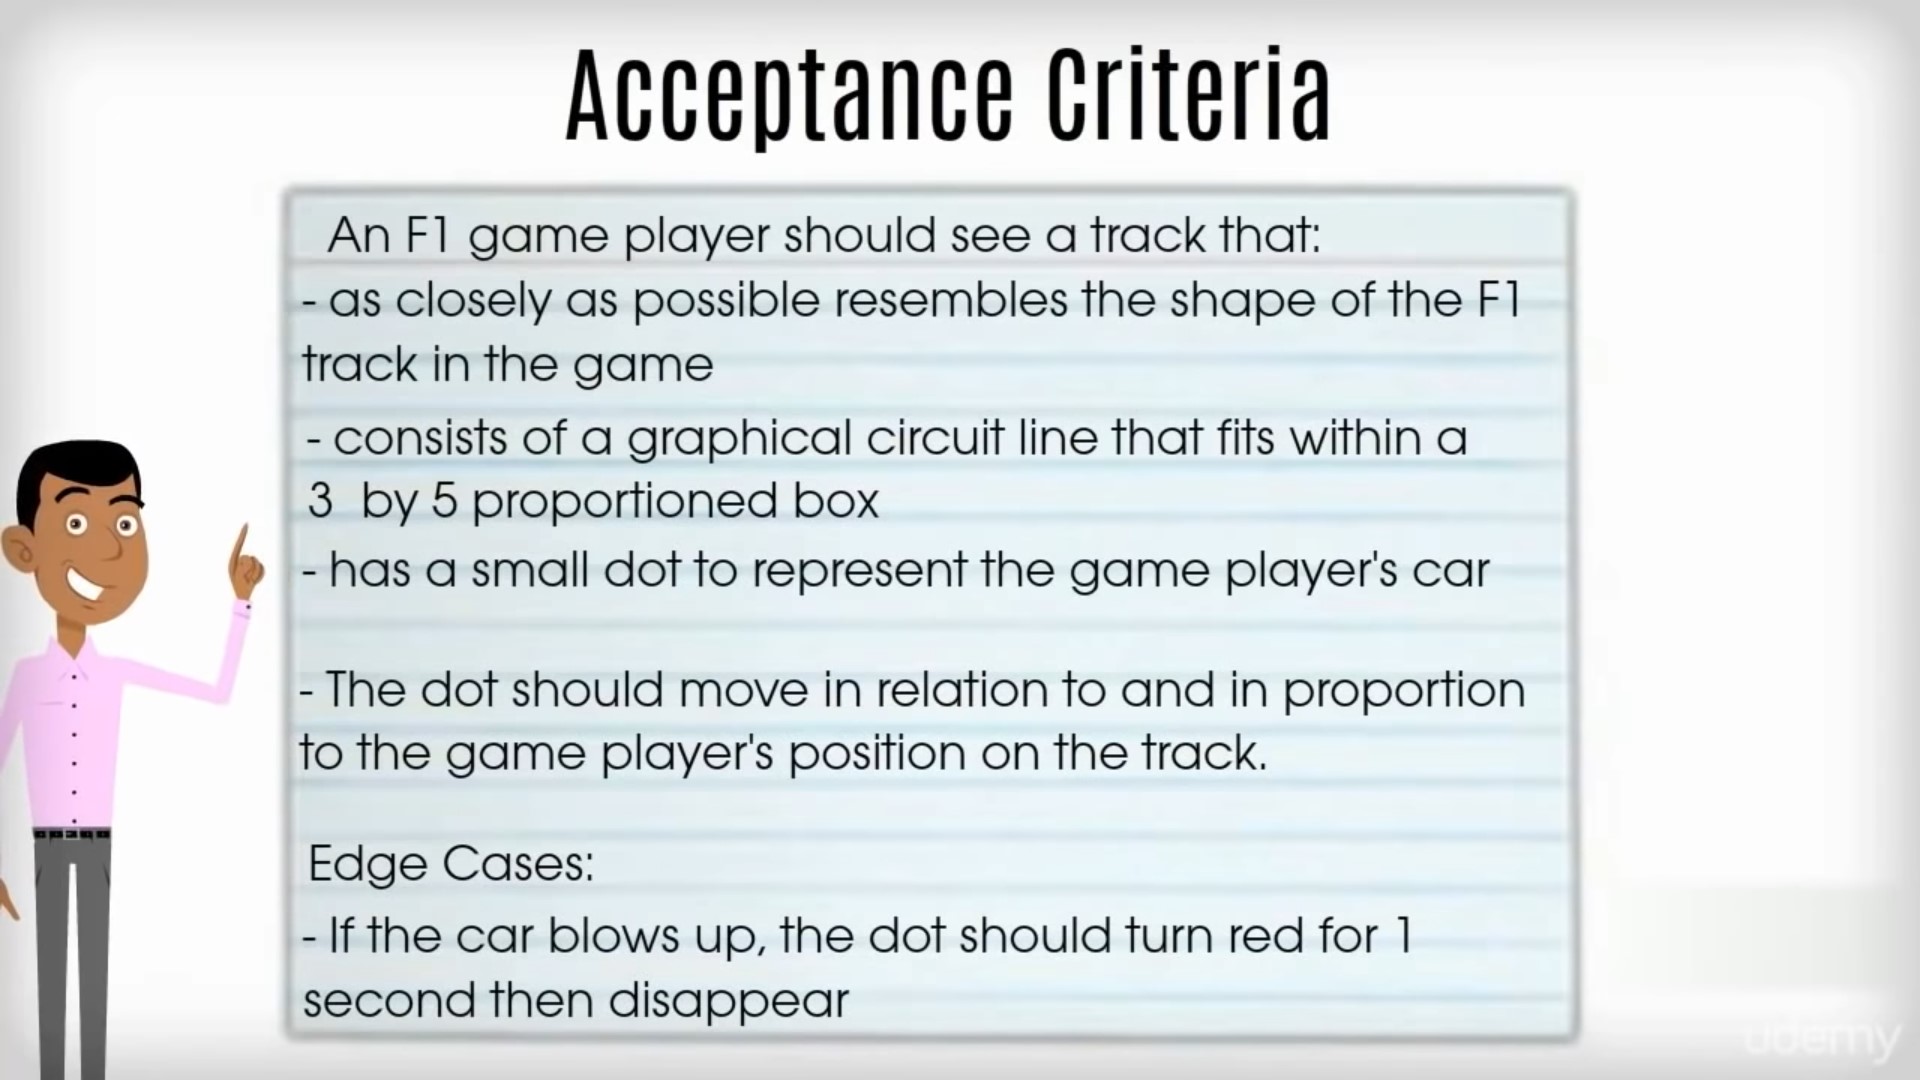 Acceptance Criteria
An F1 game player should see a track that:
- as closely as possible resembles the shape of the F1
track in the game
- consists of a graphical circuit line that fits within a
3 by 5 proportioned box
- has a small dot to represent the game player's car
- The dot should move in relation to and in proportion
to the game player's position on the track.
Edge Cases:
- If the car blows up, the dot should turn red for 1
second then disappear
udemy